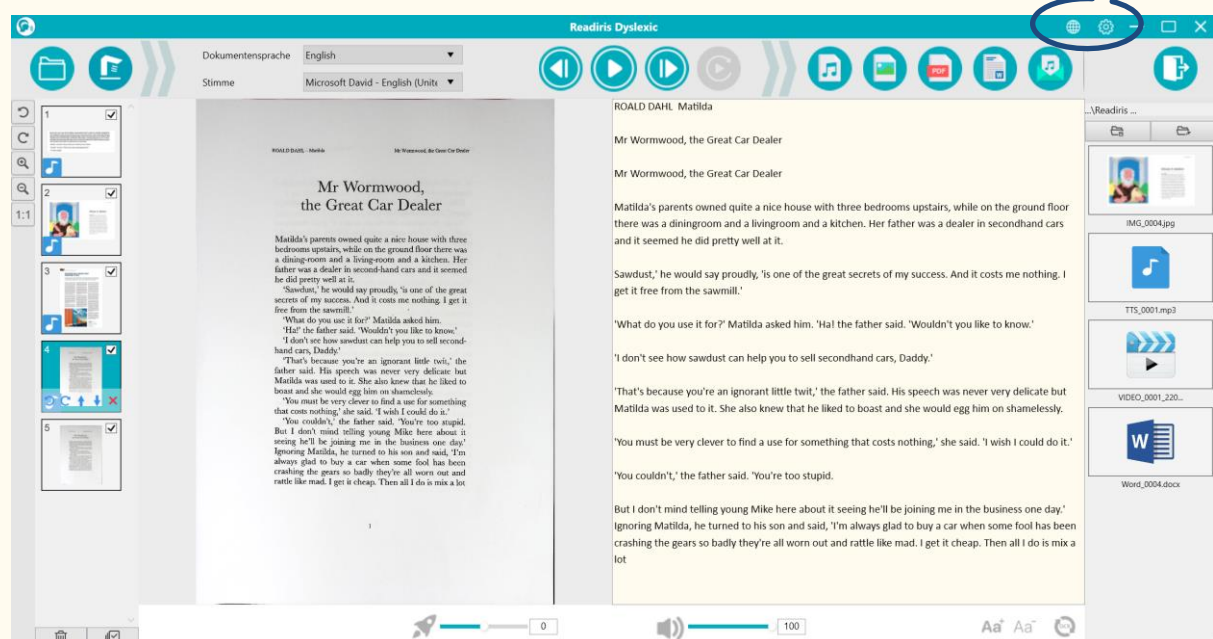 Readiris Dyslexic
Dokumentensprache English
Stimme Microsoft David - English (Unite
PDF
1
2
3
4
5
1:1
ROALD DAHL - Matilda Mr Wormwood, the Great Car Dealer
Mr Wormwood,
the Great Car Dealer
Matilda's parents owned quite a nice house with three
bedrooms upstairs, while on the ground floor there was
a dining-room and a living-room and a kitchen. Her
father was a dealer in second-hand cars and it seemed
he did pretty well at it.
'Sawdust,' he would say proudly, 'is one of the great
secrets of my success. And it costs me nothing. I get it
free from the sawmill.'
'What do you use it for?' Matilda asked him.
'Ha!' the father said. 'Wouldn't you like to know.'
'I don't see how sawdust can help you to sell second-
hand cars, Daddy.'
'That's because you're an ignorant little twit,' the
father said. His speech was never very delicate but
Matilda was used to it. She also knew that he liked to
boast and she would egg him on shamelessly.
'You must be very clever to find a use for something
that costs nothing,' she said. 'I wish I could do it.'
'You couldn't,' the father said. 'You're too stupid.
But I don't mind telling young Mike here about it
seeing he'll be joining me in the business one day.'
Ignoring Matilda, he turned to his son and said, 'I'm
always glad to buy a car when some fool has been
crashing the gears so badly they're all worn out and
rattle like mad. I get it cheap. Then all I do is mix a lot
1
ROALD DAHL Matilda
Mr Wormwood, the Great Car Dealer
Mr Wormwood, the Great Car Dealer
Matilda's parents owned quite a nice house with three bedrooms upstairs, while on the ground floor
there was a diningroom and a livingroom and a kitchen. Her father was a dealer in secondhand cars
and it seemed he did pretty well at it.
Sawdust,' he would say proudly, 'is one of the great secrets of my success. And it costs me nothing. I
get it free from the sawmill.'
'What do you use it for?' Matilda asked him. 'Ha! the father said. 'Wouldn't you like to know.'
'I don't see how sawdust can help you to sell secondhand cars, Daddy.'
'That's because you're an ignorant little twit,' the father said. His speech was never very delicate but
Matilda was used to it. She also knew that he liked to boast and she would egg him on shamelessly.
'You must be very clever to find a use for something that costs nothing,' she said. 'I wish I could do it.'
'You couldn't,' the father said. 'You're too stupid.
But I don't mind telling young Mike here about it seeing he'll be joining me in the business one day.'
Ignoring Matilda, he turned to his son and said, 'I'm always glad to buy a car when some fool has been
crashing the gears so badly they're all worn out and rattle like mad. I get it cheap. Then all I do is mix a
lot
...\Readiris ...
IMG_0004.jpg
TTS_0001.mp3
VIDEO_0001_220...
W
Word_0004.docx
0
100
Aa+ Aa-